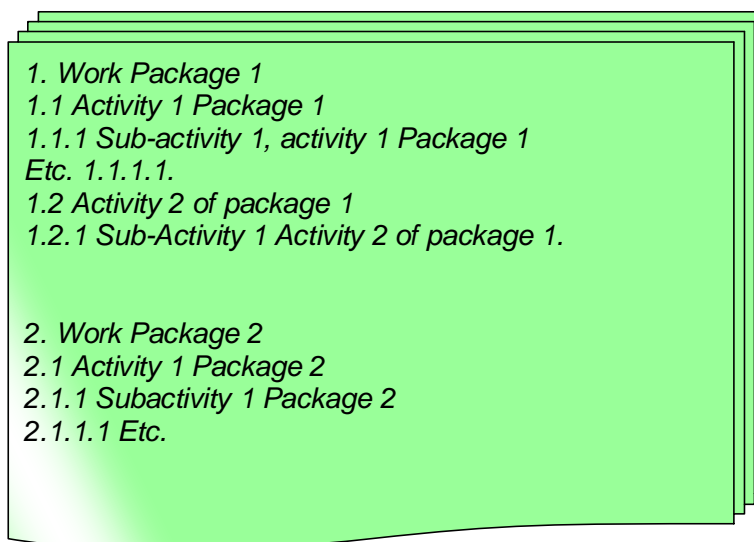 1. Work Package 1
1.1 Activity 1 Package 1
1.1.1 Sub-activity 1, activity 1 Package 1
Etc. 1.1.1.1.
1.2 Activity 2 of package 1
1.2.1 Sub-Activity 1 Activity 2 of package 1.
2. Work Package 2
2.1 Activity 1 Package 2
2.1.1 Subactivity 1 Package 2
2.1.1.1 Etc.